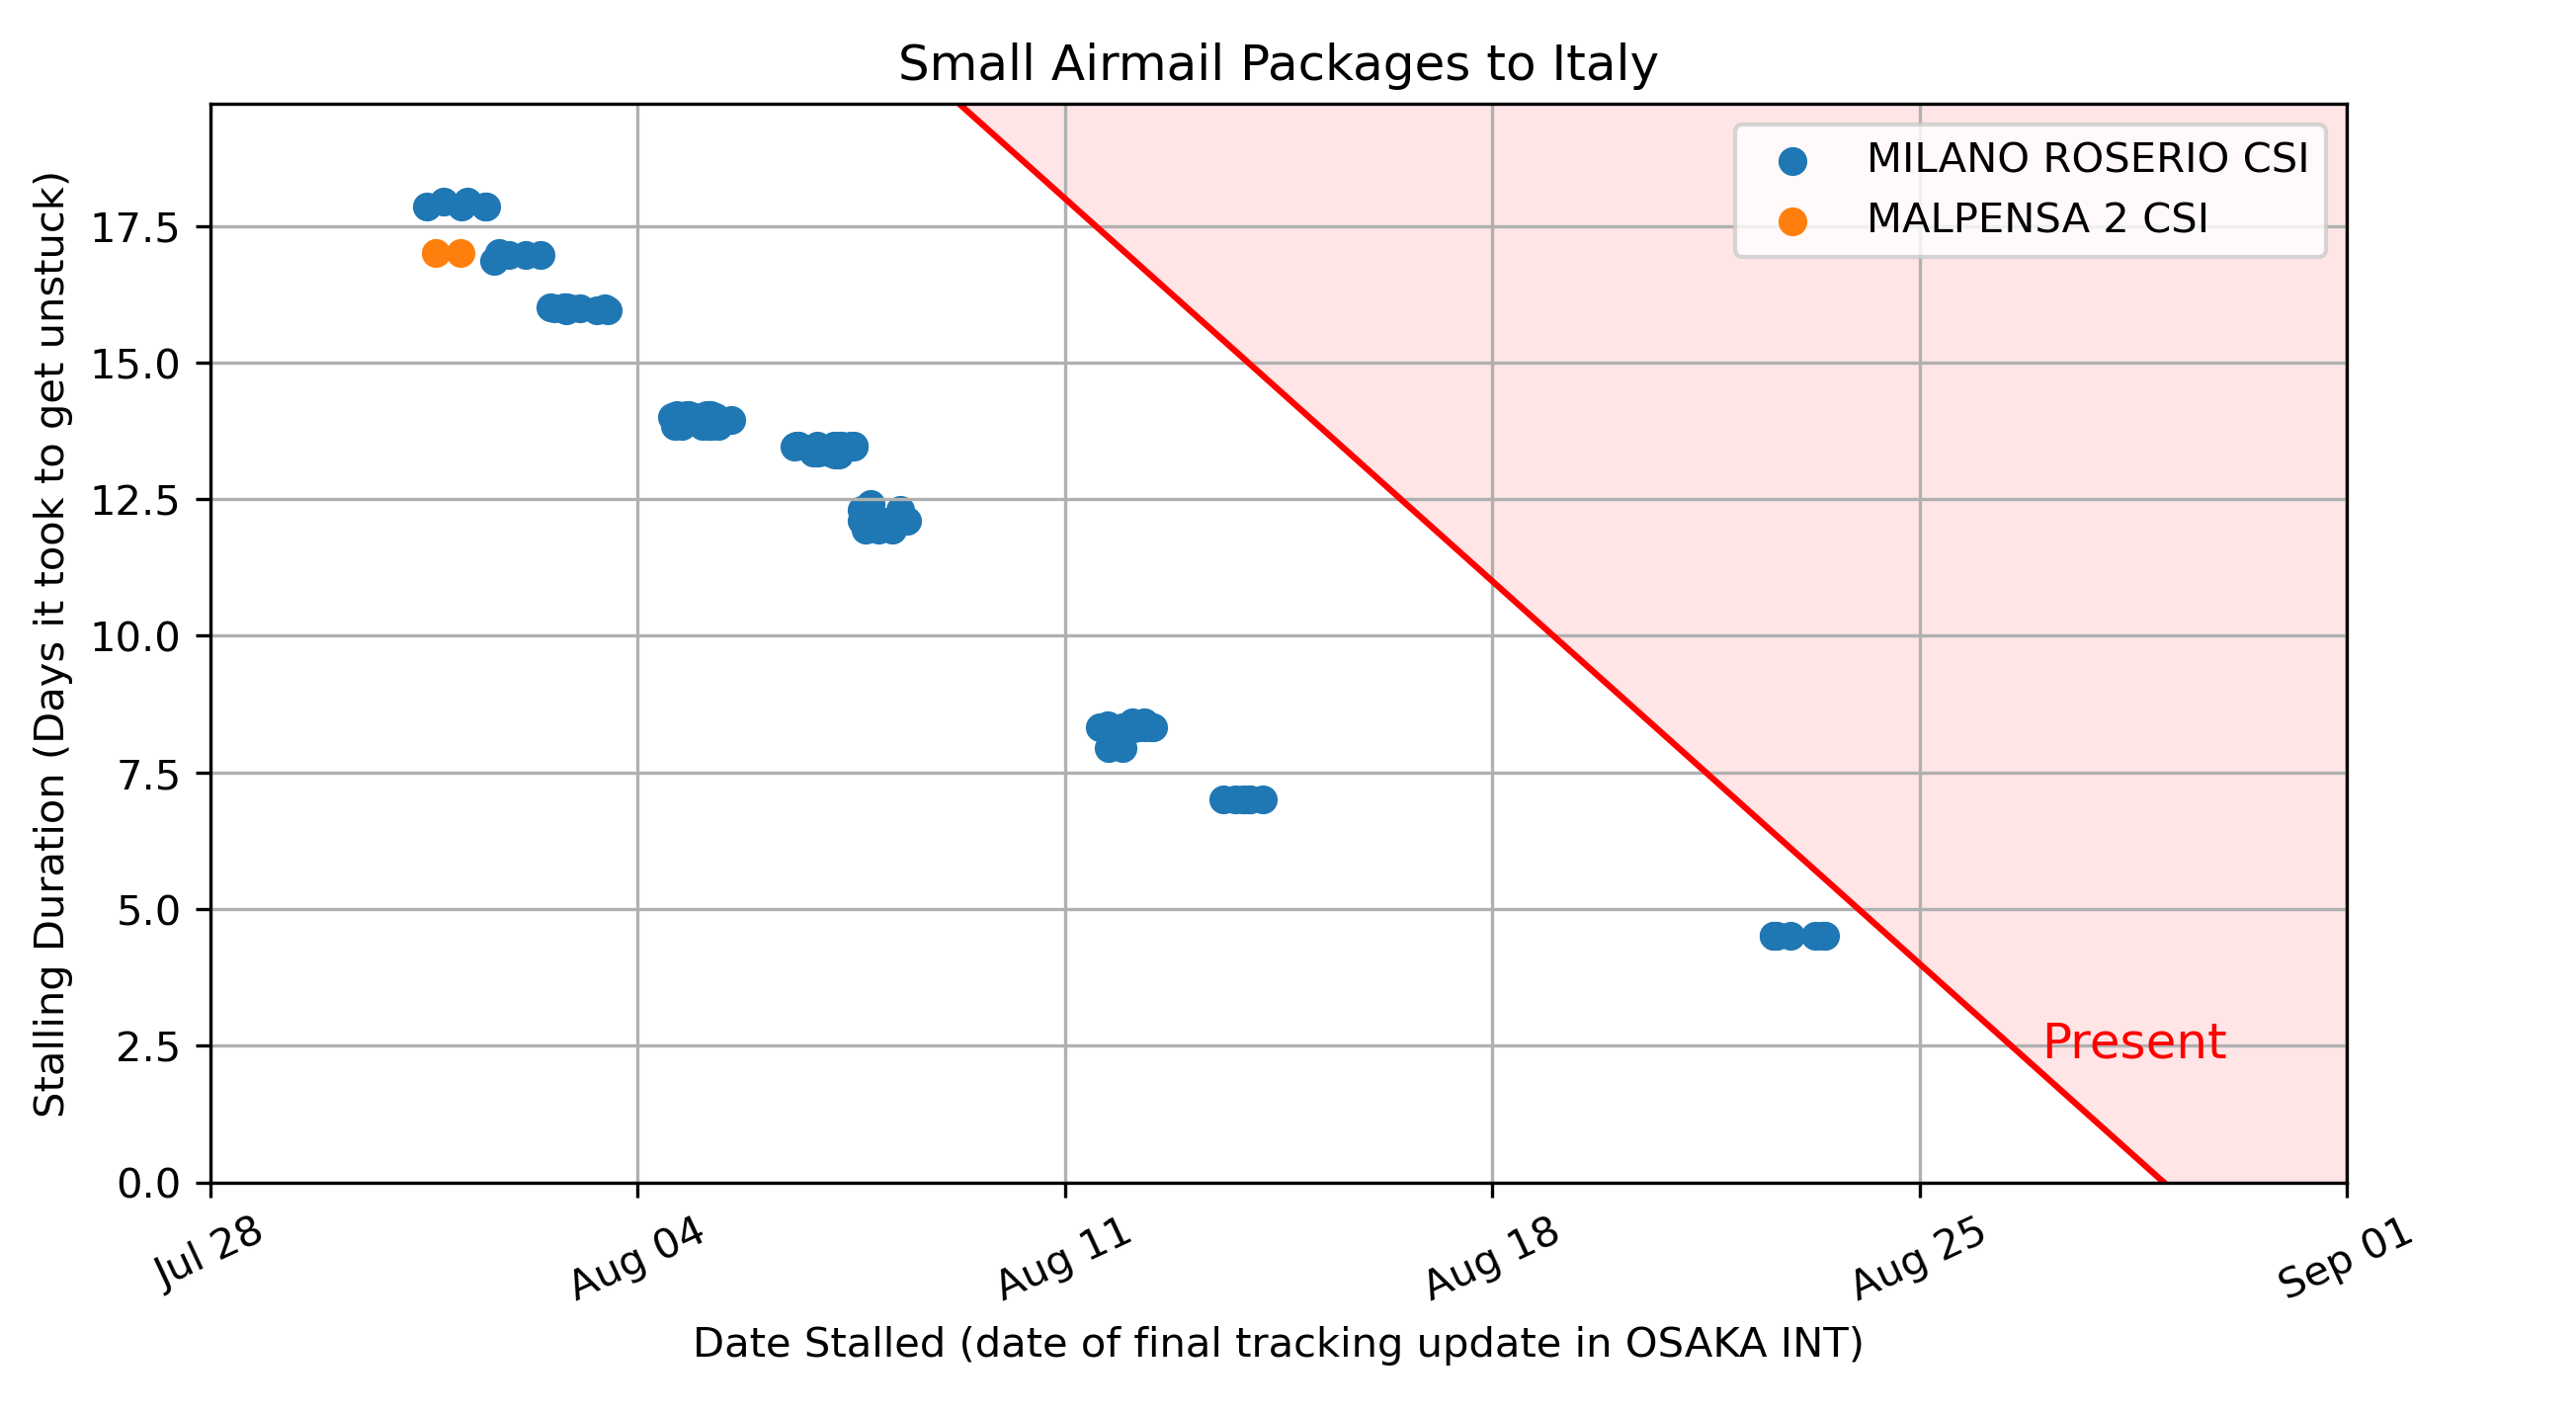 Small Airmail Packages to Italy
MILANO ROSERIO CSI
MALPENSA 2 CSI
Stalling Duration (Days it took to get unstuck)
17.5
15.0
12.5
10.0
7.5
5.0
2.5
0.0
Present
Jul 28
Aug 04
Aug 11
Aug 18
Aug 25
Sep 01
Date Stalled (date of final tracking update in OSAKA INT)